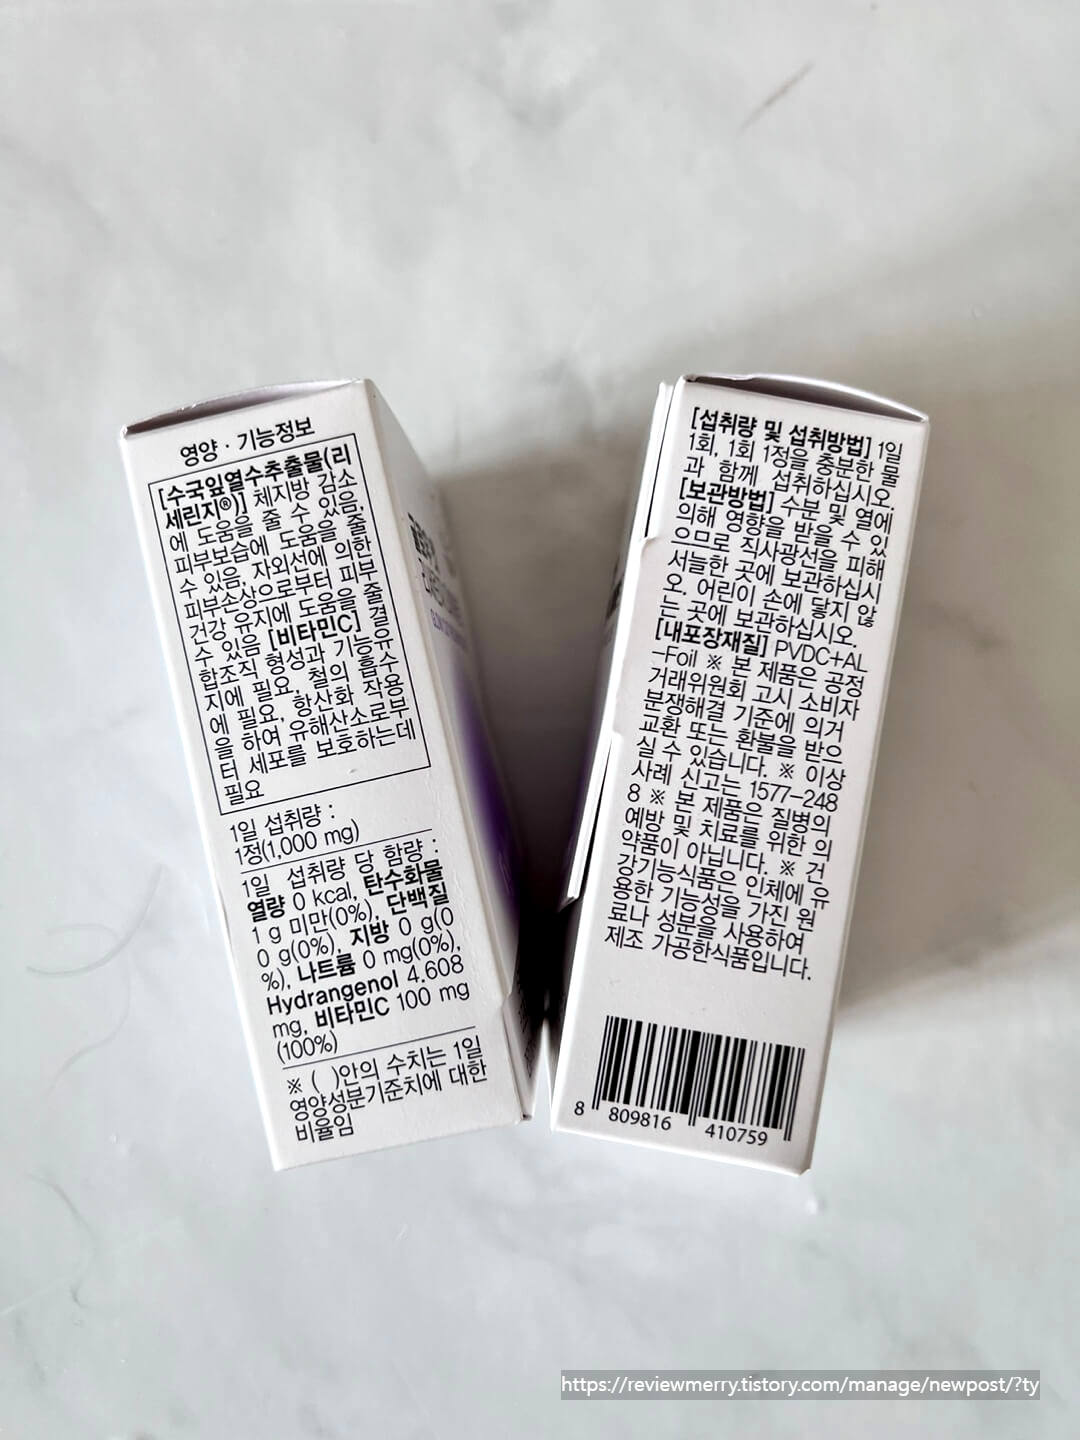 영양 · 기능정보
[수국잎열수추출물(리
세린지®)] 체지방 감소
에 도움을 줄 수 있음,
피부보습에 도움을 줄
수 있음, 자외선에 의한
피부손상으로부터 피부
건강 유지에 도움을 줄
수 있음 [비타민C] 결
합조직 형성과 기능유
지에 필요, 철의 흡수
에 필요, 항산화 작용
을 하여 유해산소로부
터 세포를 보호하는데
필요
1일 섭취량 :
1정(1,000 mg)
1일 섭취량 당 함량 :
열량 0 kcal, 탄수화물
1 g 미만(0%), 단백질
0 g(0%), 지방 0 g(0
%), 나트륨 0 mg(0%),
Hydrangenol 4.608
mg, 비타민C 100 mg
(100%)
※ ( )안의 수치는 1일
영양성분기준치에 대한
비율임
[섭취량 및 섭취방법] 1일
1회, 1회 1정을 충분한 물
과 함께 섭취하십시오.
[보관방법] 수분 및 열에
의해 영향을 받을 수 있
으므로 직사광선을 피해
서늘한 곳에 보관하십시
오. 어린이 손에 닿지 않
는 곳에 보관하십시오.
[내포장재질] PVDC+AL
-Foil ※ 본 제품은 공정
거래위원회 고시 소비자
분쟁해결 기준에 의거
교환 또는 환불을 받으
실 수 있습니다. ※ 이상
사례 신고는 1577-248
8 ※ 본 제품은 질병의
예방 및 치료를 위한 의
약품이 아닙니다. ※ 건
강기능식품은 인체에 유
용한 기능성을 가진 원
료나 성분을 사용하여
제조 가공한식품입니다.
8 809816 410759
https://reviewmerry.tistory.com/manage/newpost/?ty